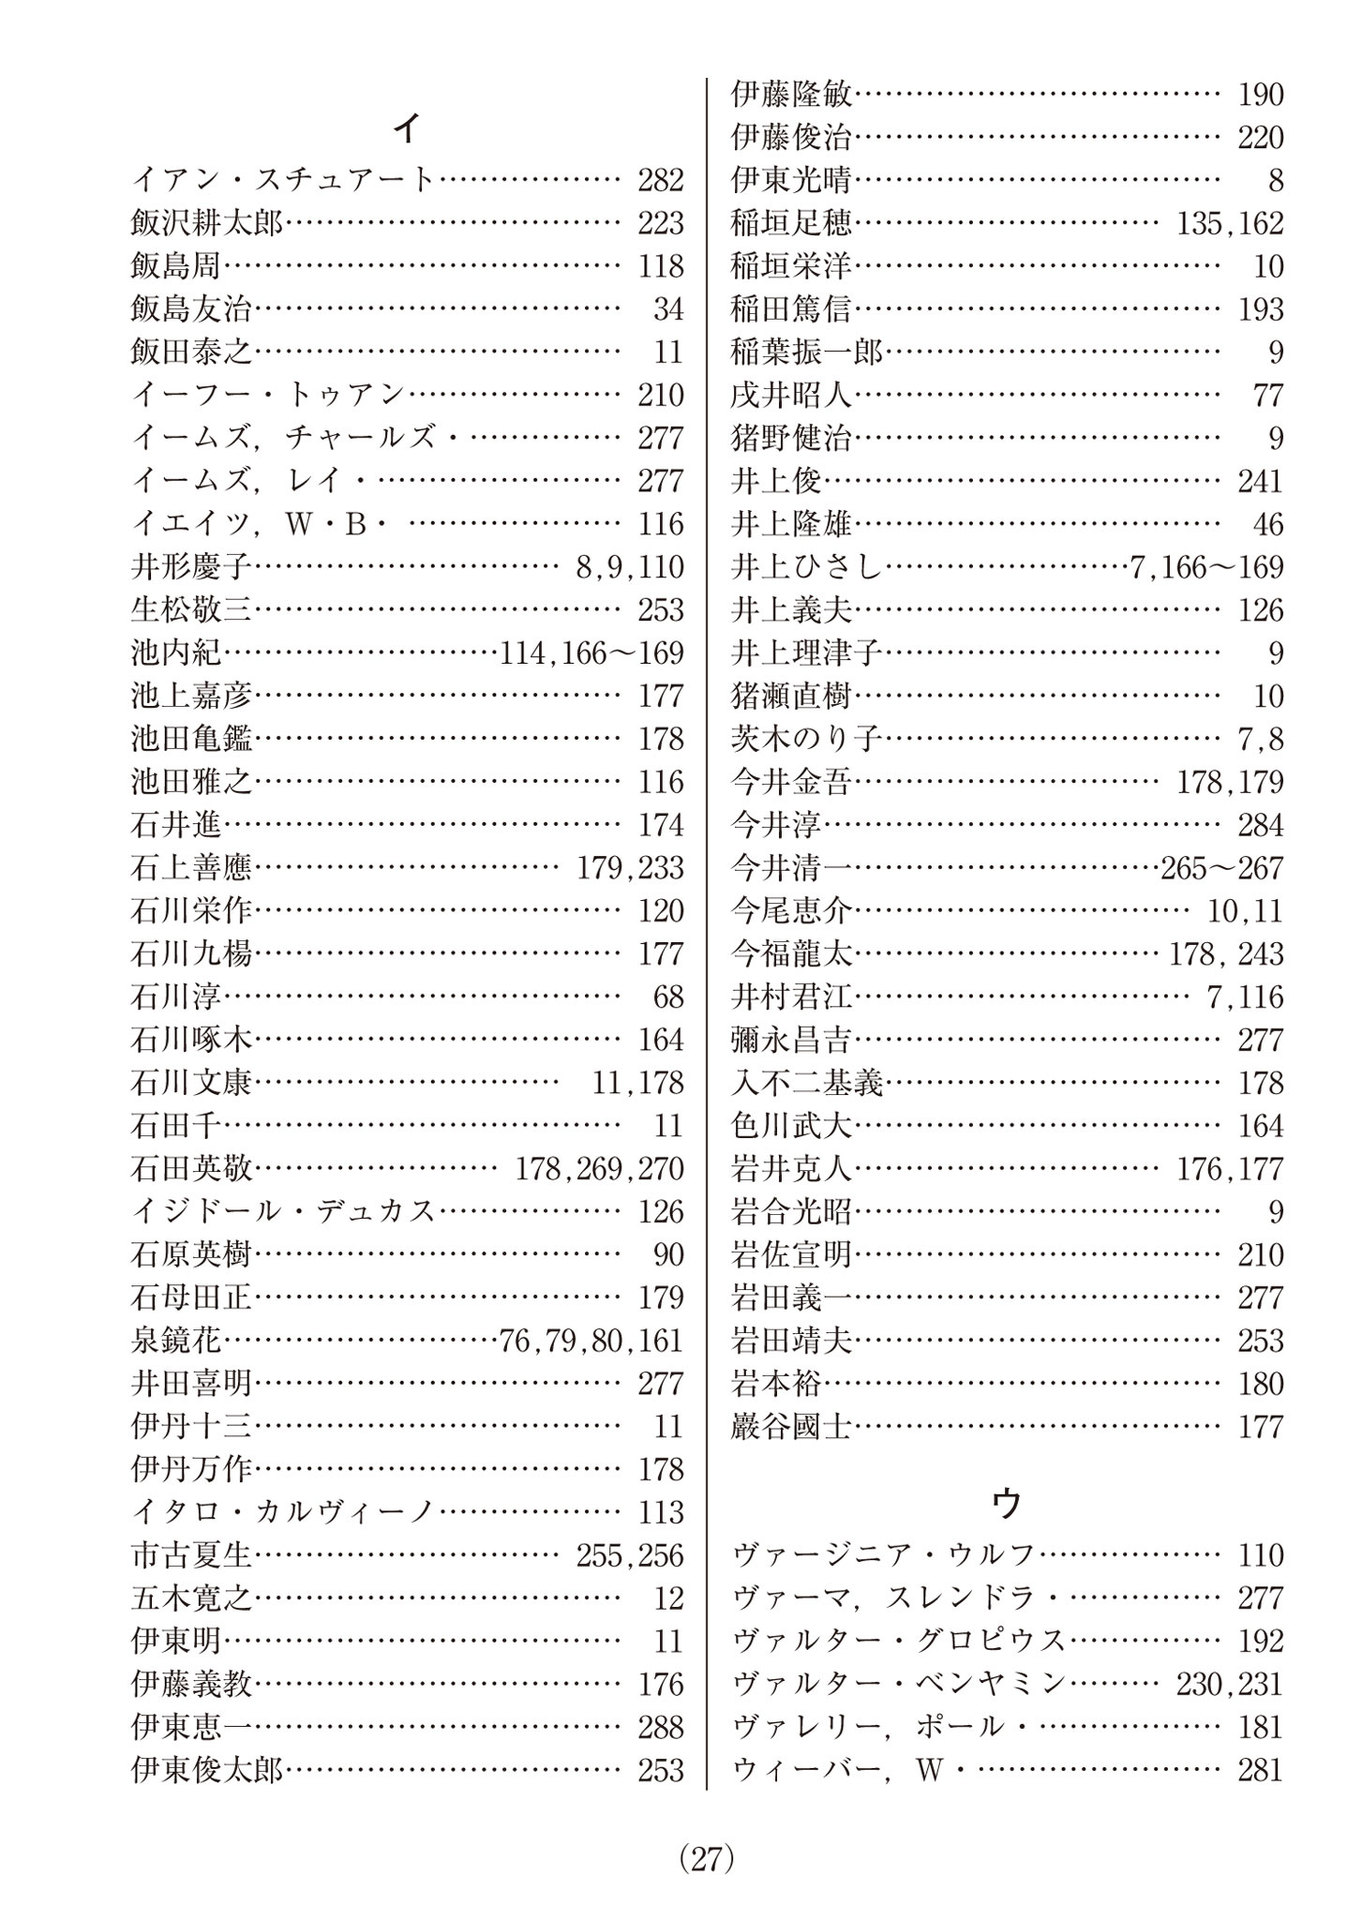 イ
イアン・スチュアート……………… 282
飯沢耕太郎…………………………… 223
飯島周………………………………… 118
飯島友治……………………………… 34
飯田泰之……………………………… 11
イーフー・トゥアン………………… 210
イームズ，チャールズ・…………… 277
イームズ，レイ・…………………… 277
イエイツ，W・B・ ………………… 116
井形慶子………………………… 8,9,110
生松敬三……………………………… 253
池内紀………………………114,166〜169
池上嘉彦……………………………… 177
池田亀鑑……………………………… 178
池田雅之……………………………… 116
石井進………………………………… 174
石上善應………………………… 179,233
石川栄作……………………………… 120
石川九楊……………………………… 177
石川淳………………………………… 68
石川啄木……………………………… 164
石川文康………………………… 11,178
石田千………………………………… 11
石田英敬…………………… 178,269,270
イジドール・デュカス……………… 126
石原英樹……………………………… 90
石母田正……………………………… 179
泉鏡花………………………76,79,80,161
井田喜明……………………………… 277
伊丹十三……………………………… 11
伊丹万作……………………………… 178
イタロ・カルヴィーノ……………… 113
市古夏生………………………… 255,256
五木寛之……………………………… 12
伊東明………………………………… 11
伊藤義教……………………………… 176
伊東恵一……………………………… 288
伊東俊太郎…………………………… 253
伊藤隆敏……………………………… 190
伊藤俊治……………………………… 220
伊東光晴……………………………… 8
稲垣足穂………………………… 135,162
稲垣栄洋……………………………… 10
稲田篤信……………………………… 193
稲葉振一郎…………………………… 9
戌井昭人……………………………… 77
猪野健治……………………………… 9
井上俊………………………………… 241
井上隆雄……………………………… 46
井上ひさし……………………7,166〜169
井上義夫……………………………… 126
井上理津子…………………………… 9
猪瀬直樹……………………………… 10
茨木のり子…………………………… 7,8
今井金吾………………………… 178,179
今井淳………………………………… 284
今井清一…………………………265〜267
今尾恵介…………………………… 10,11
今福龍太………………………… 178, 243
井村君江…………………………… 7,116
彌永昌吉……………………………… 277
入不二基義…………………………… 178
色川武大……………………………… 164
岩井克人………………………… 176,177
岩合光昭……………………………… 9
岩佐宣明……………………………… 210
岩田義一……………………………… 277
岩田靖夫……………………………… 253
岩本裕………………………………… 180
巖谷國士……………………………… 177
ウ
ヴァージニア・ウルフ……………… 110
ヴァーマ，スレンドラ・…………… 277
ヴァルター・グロピウス…………… 192
ヴァルター・ベンヤミン……… 230,231
ヴァレリー，ポール・……………… 181
ウィーバー，W・…………………… 281
（27）